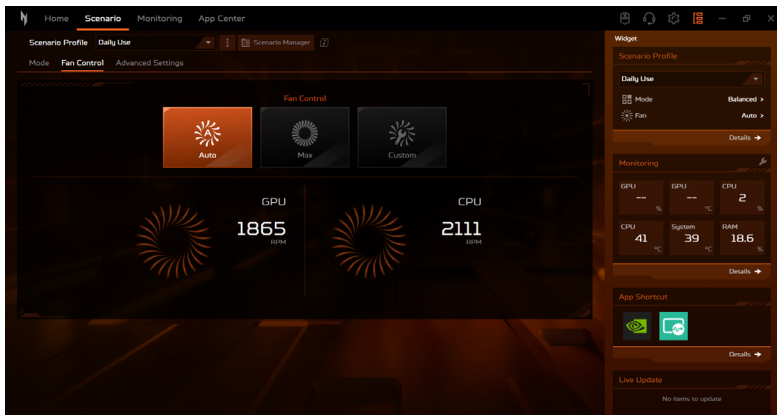 Home Scenario Monitoring App Center
Scenario Profile Daily Use Scenario Manager
Mode Fan Control Advanced Settings
Fan Control
Auto Max Custom
GPU
1865
RPM
CPU
2111
RPM
Widget
Scenario Profile
Daily Use
Mode Balanced >
Fan Auto >
Details →
Monitoring
GPU GPU CPU
-- -- 2
% °C %
CPU System RAM
41 39 18.6
°C °C %
Details →
App Shortcut
Details →
Live Update
No items to update